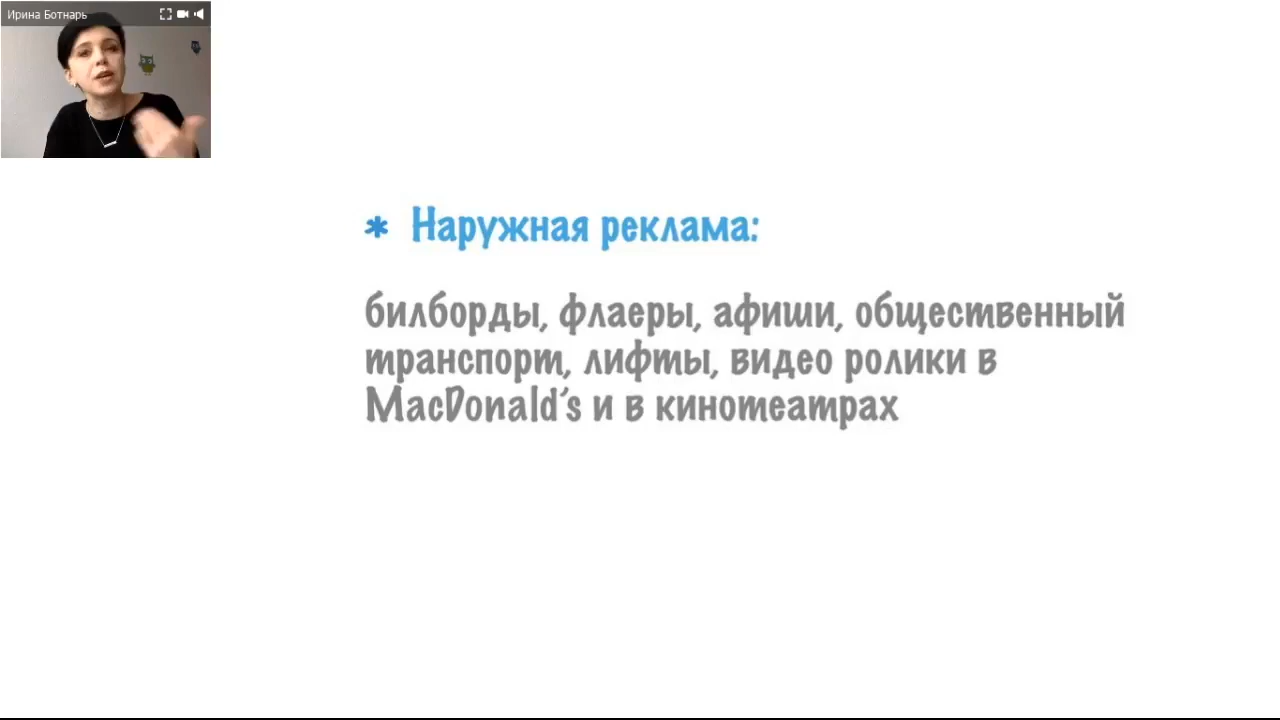 Ирина Ботнарь
* Наружная реклама:
билборды, флаеры, афиши, общественный
транспорт, лифты, видео ролики в
MacDonald's и в кинотеатрах